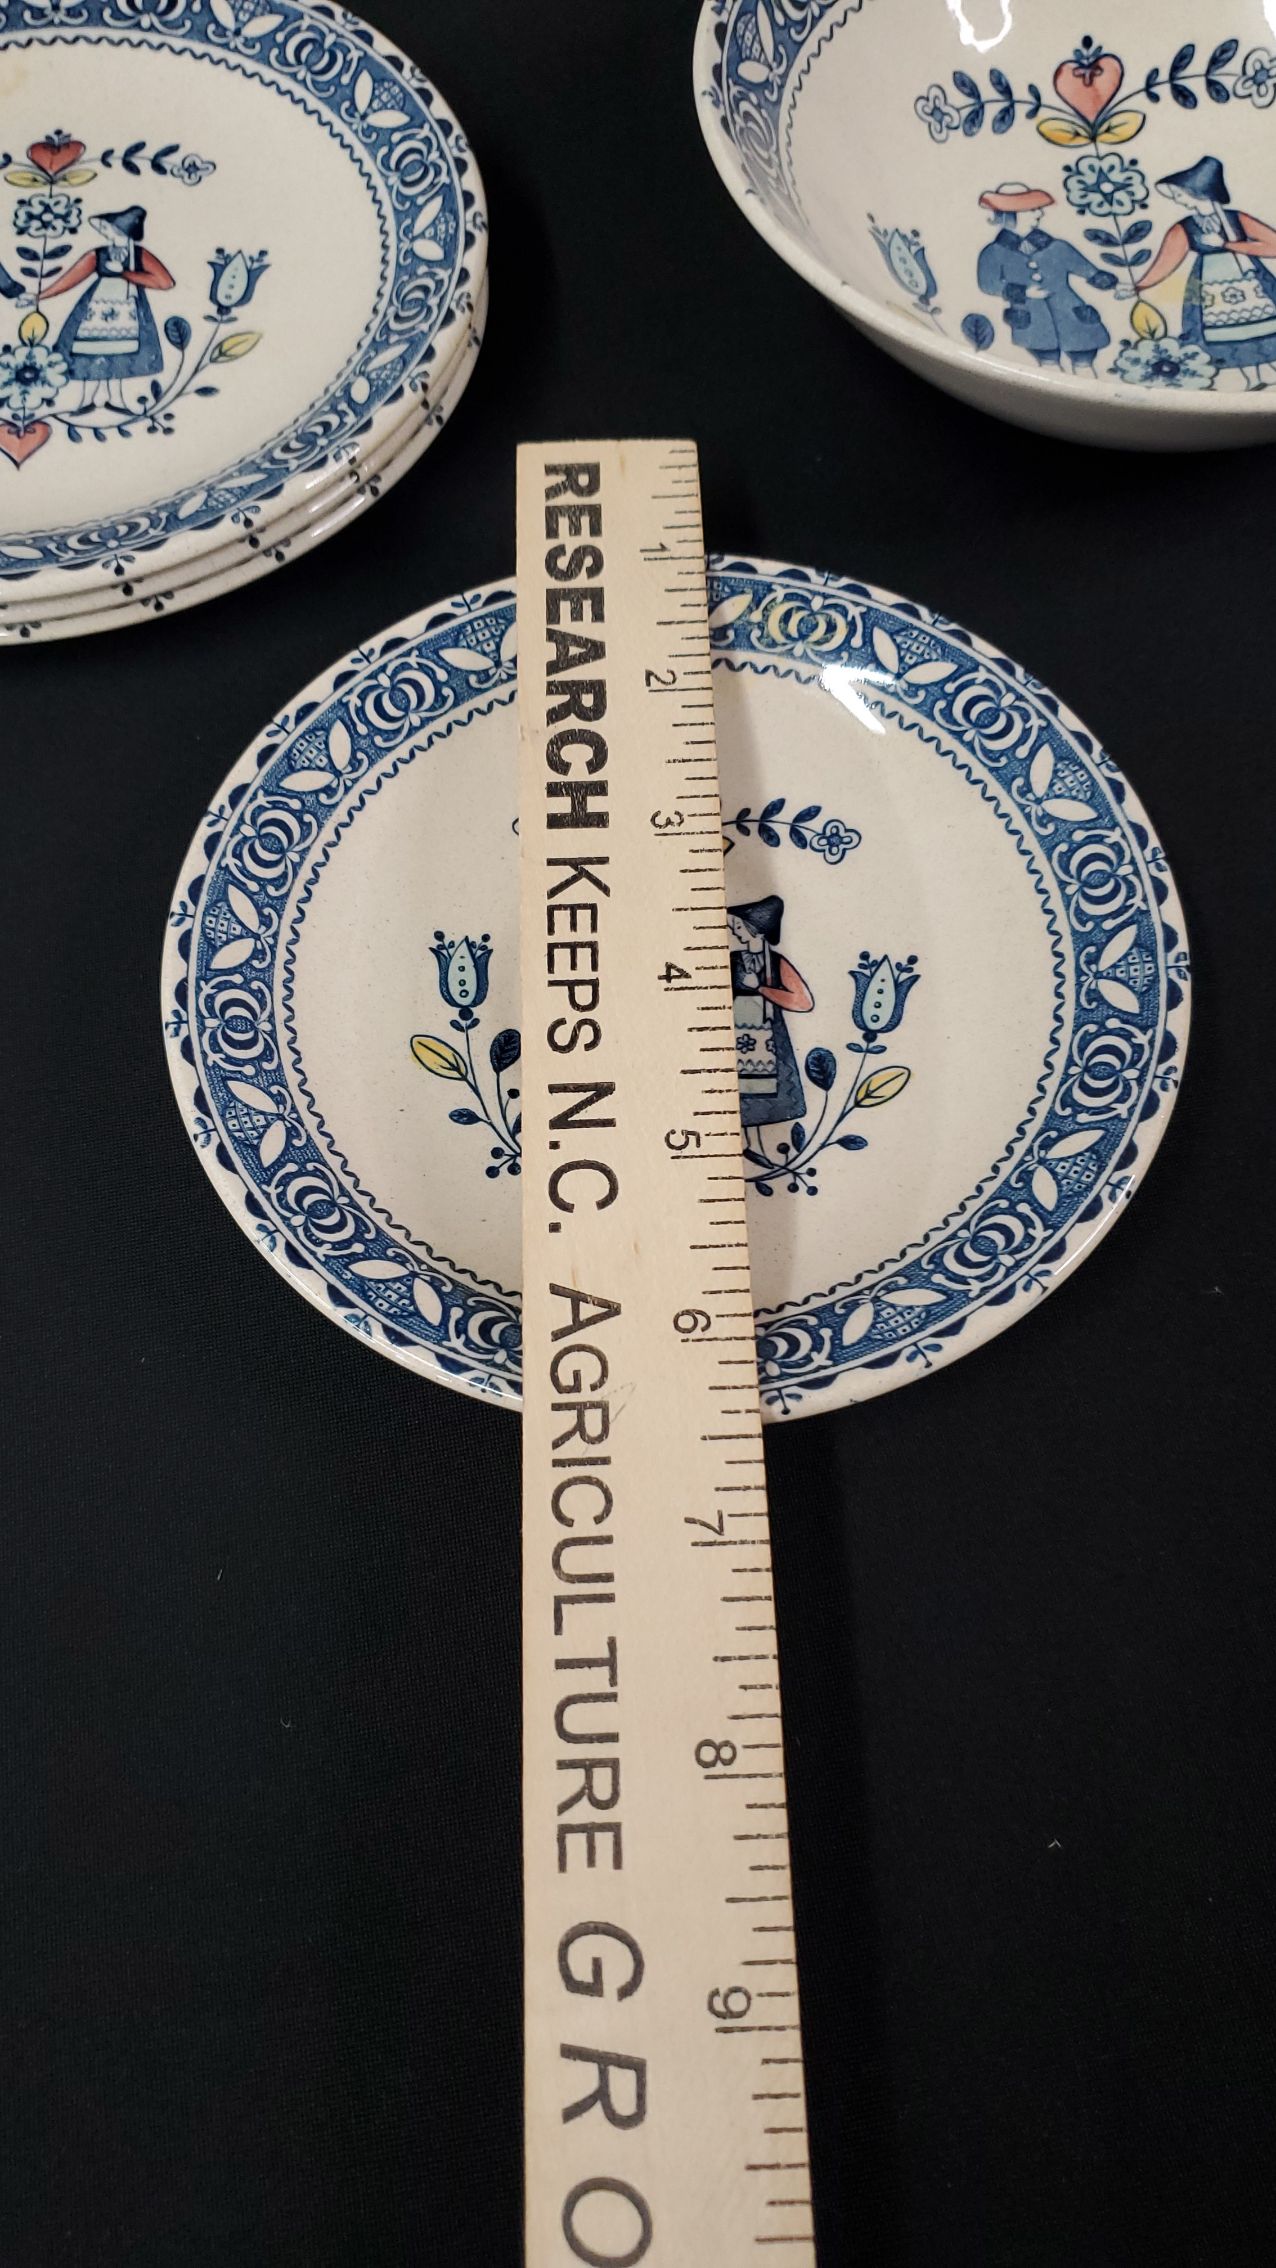 RESEARCH KEEPS N.C. AGRICULTURE GRO
1 2 3 4 5 6 7 8 9